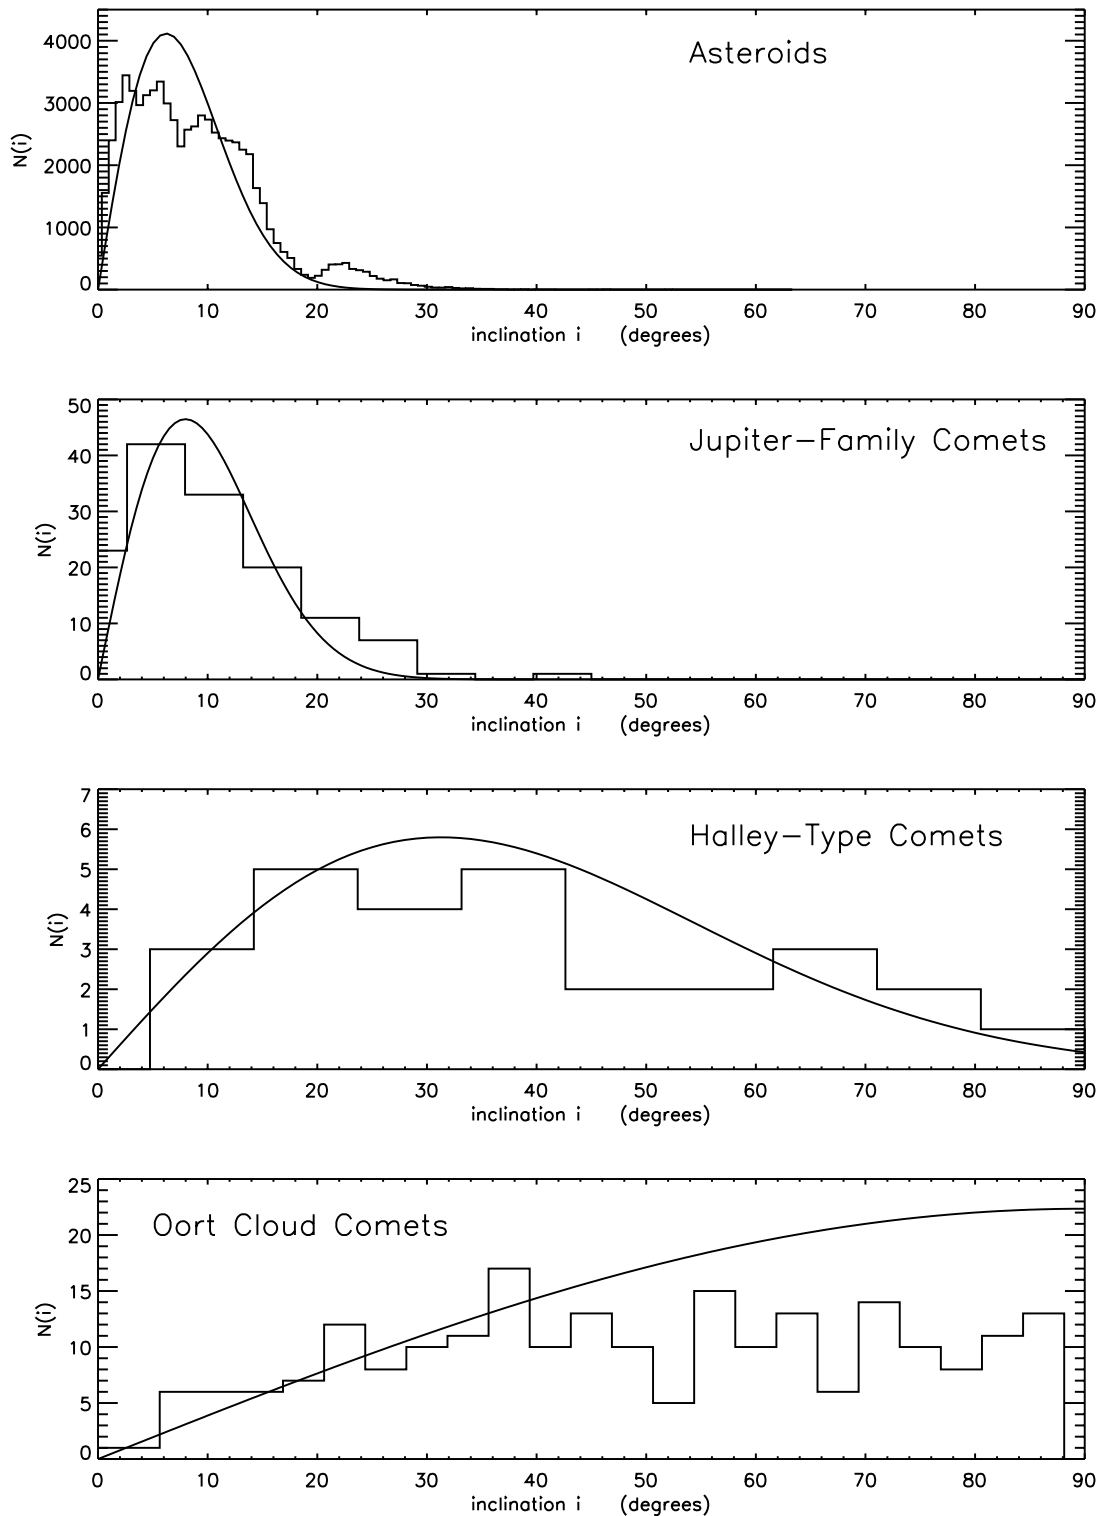 Asteroids
4000
3000
2000
1000
0
N(i)
0 10 20 30 40 50 60 70 80 90
inclination i (degrees)
Jupiter-Family Comets
50
40
30
20
10
0
N(i)
0 10 20 30 40 50 60 70 80 90
inclination i (degrees)
Halley-Type Comets
7
6
5
4
3
2
1
0
N(i)
0 10 20 30 40 50 60 70 80 90
inclination i (degrees)
Oort Cloud Comets
25
20
15
10
5
0
N(i)
0 10 20 30 40 50 60 70 80 90
inclination i (degrees)